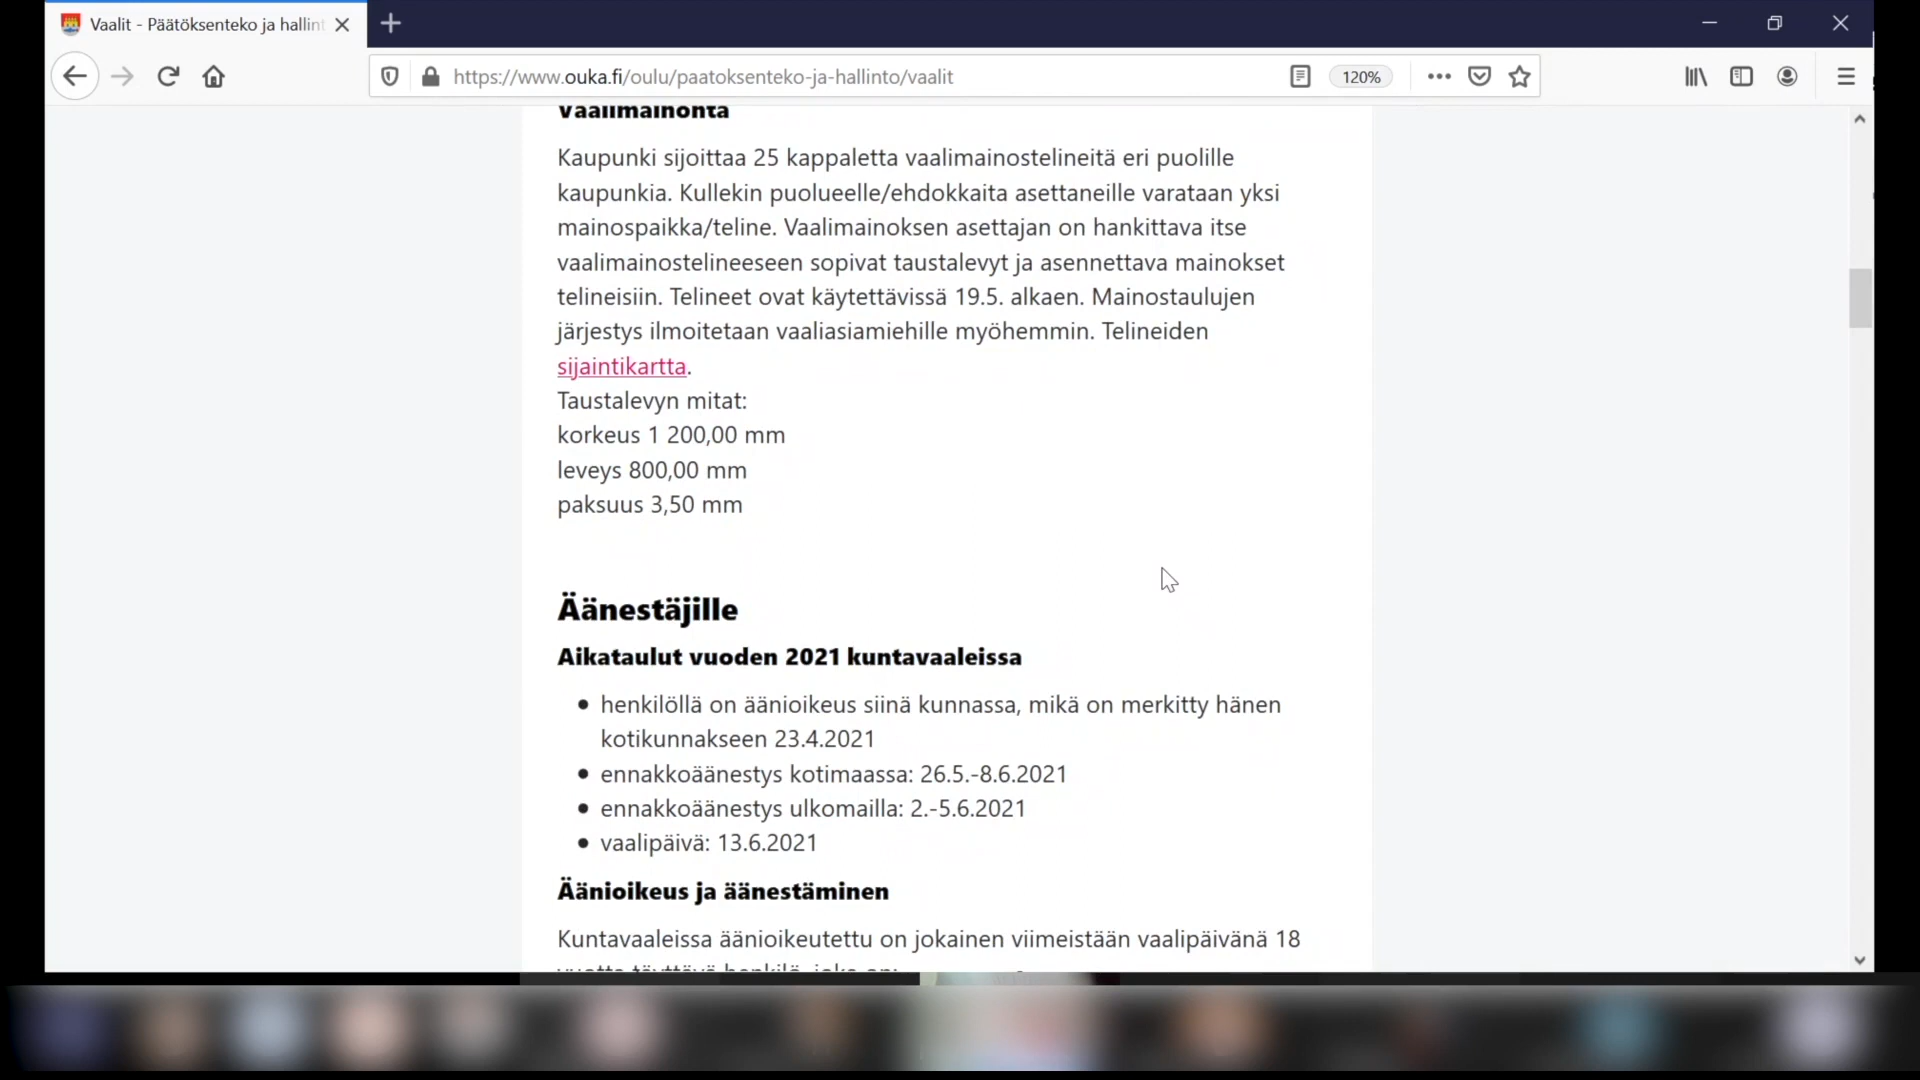 Vaalit - Päätöksenteko ja hallint
https://www.ouka.fi/oulu/paatoksenteko-ja-hallinto/vaalit
120%
Vaalimainonta
Kaupunki sijoittaa 25 kappaletta vaalimainostelineitä eri puolille
kaupunkia. Kullekin puolueelle/ehdokkaita asettaneille varataan yksi
mainospaikka/teline. Vaalimainoksen asettajan on hankittava itse
vaalimainostelineeseen sopivat taustalevyt ja asennettava mainokset
telineisiin. Telineet ovat käytettävissä 19.5. alkaen. Mainostaulujen
järjestys ilmoitetaan vaaliasiamiehille myöhemmin. Telineiden
sijaintikartta.
Taustalevyn mitat:
korkeus 1 200,00 mm
leveys 800,00 mm
paksuus 3,50 mm
Äänestäjille
Aikataulut vuoden 2021 kuntavaaleissa
• henkilöllä on äänioikeus siinä kunnassa, mikä on merkitty hänen
kotikunnakseen 23.4.2021
• ennakkoäänestys kotimaassa: 26.5.-8.6.2021
• ennakkoäänestys ulkomailla: 2.-5.6.2021
• vaalipäivä: 13.6.2021
Äänioikeus ja äänestäminen
Kuntavaaleissa äänioikeutettu on jokainen viimeistään vaalipäivänä 18
vuotta täyttävä henkilö, joka on: